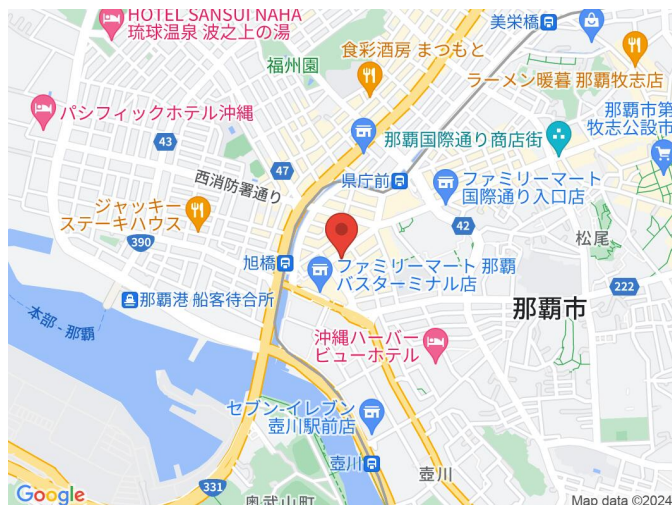 HOTEL SANSUI NAHA
琉球温泉 波之上の湯
美栄橋
福州園
食彩酒房 まつもと
ラーメン暖暮 那覇牧志店
パシフィックホテル沖縄
43
那覇国際通り商店街
那覇市第
牧志公設市
47
西消防署通り
県庁前
ファミリーマート
国際通り入口店
ジャッキー
ステーキハウス
390
42
松尾
旭橋
ファミリーマート 那覇
バスターミナル店
222
那覇港 船客待合所
那覇市
本部 - 那覇
沖縄ハーバー
ビューホテル
セブン-イレブン
壺川駅前店
壺川
壺川
331
奥武山町
Google
Map data ©2024